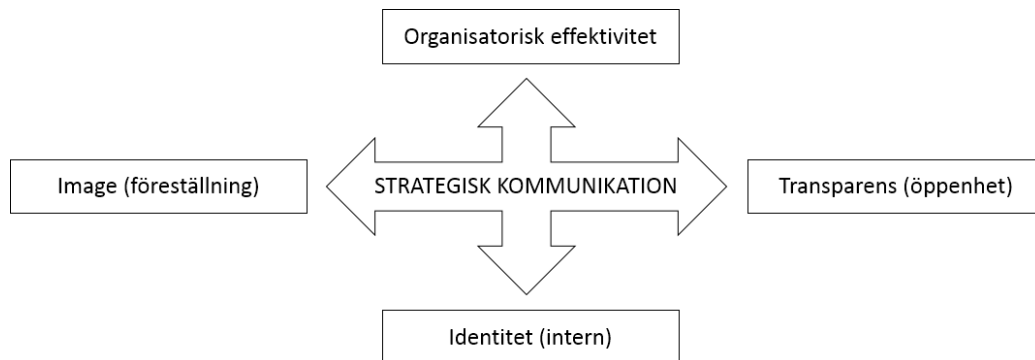 Organisatorisk effektivitet
Image (föreställning)
STRATEGISK KOMMUNIKATION
Transparens (öppenhet)
Identitet (intern)